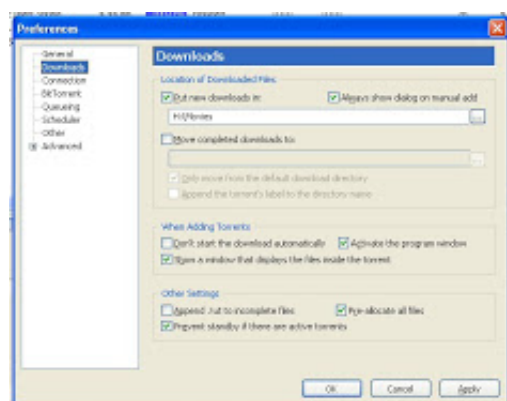 Preferences
General
Downloads
Connection
BitTorrent
Queueing
Scheduler
Other
Advanced
Downloads
Location of Downloaded Files
Put new downloads in:
Always show dialog on manual add
H:\Movies
...
Move completed downloads to:
...
Only move from the default download directory
Append the torrent's label to the directory name
When Adding Torrents
Don't start the download automatically
Activate the program window
Show a window that displays the files inside the torrent
Other Settings
Append .!ut to incomplete files
Pre-allocate all files
Prevent standby if there are active torrents
OK
Cancel
Apply